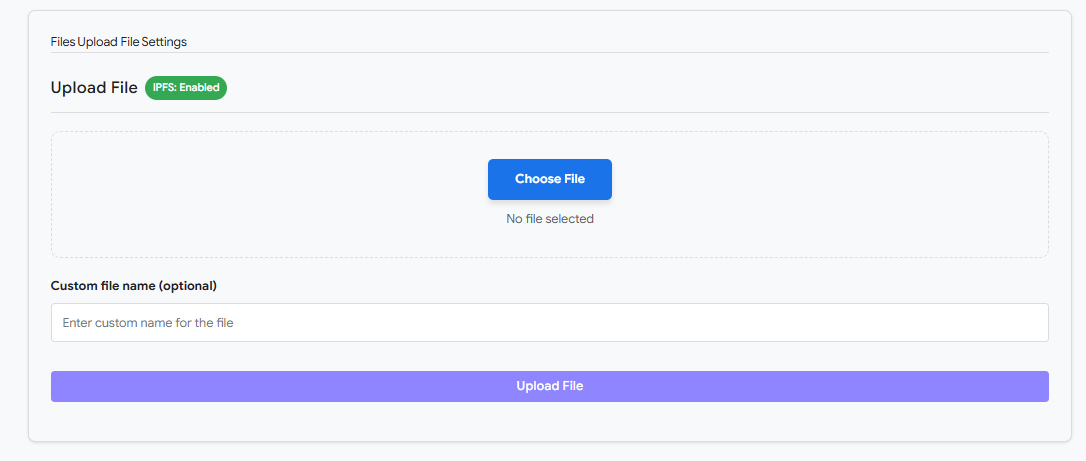 Files Upload File Settings
Upload File IPFS: Enabled
Choose File
No file selected
Custom file name (optional)
Enter custom name for the file
Upload File